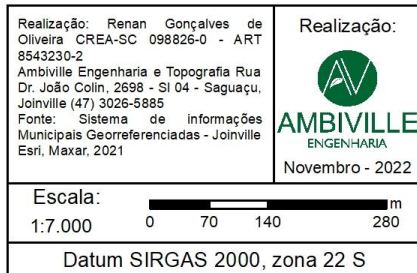 Realização: Renan Gonçalves de
Oliveira CREA-SC 098826-0 - ART
8543230-2
Ambiville Engenharia e Topografia Rua
Dr. João Colin, 2698 - Sl 04 - Saguaçu,
Joinville (47) 3026-5885
Fonte: Sistema de informações
Municipais Georreferenciadas - Joinville
Esri, Maxar, 2021
Realização:
AMBIVILLE
ENGENHARIA
Novembro - 2022
Escala:
1:7.000
m
0 70 140 280
Datum SIRGAS 2000, zona 22 S